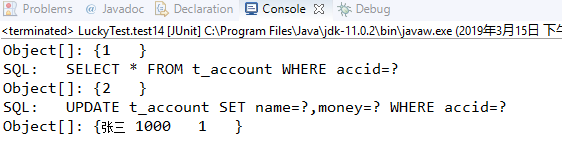 Problems @ Javadoc Declaration Console
<terminated> LuckyTest.test14 [JUnit] C:\Program Files\Java\jdk-11.0.2\bin\javaw.exe (2019年3月15日 下午
Object[]: {1 }
SQL: SELECT * FROM t_account WHERE accid=?
Object[]: {2 }
SQL: UPDATE t_account SET name=?,money=? WHERE accid=?
Object[]: {张三 1000 1 }